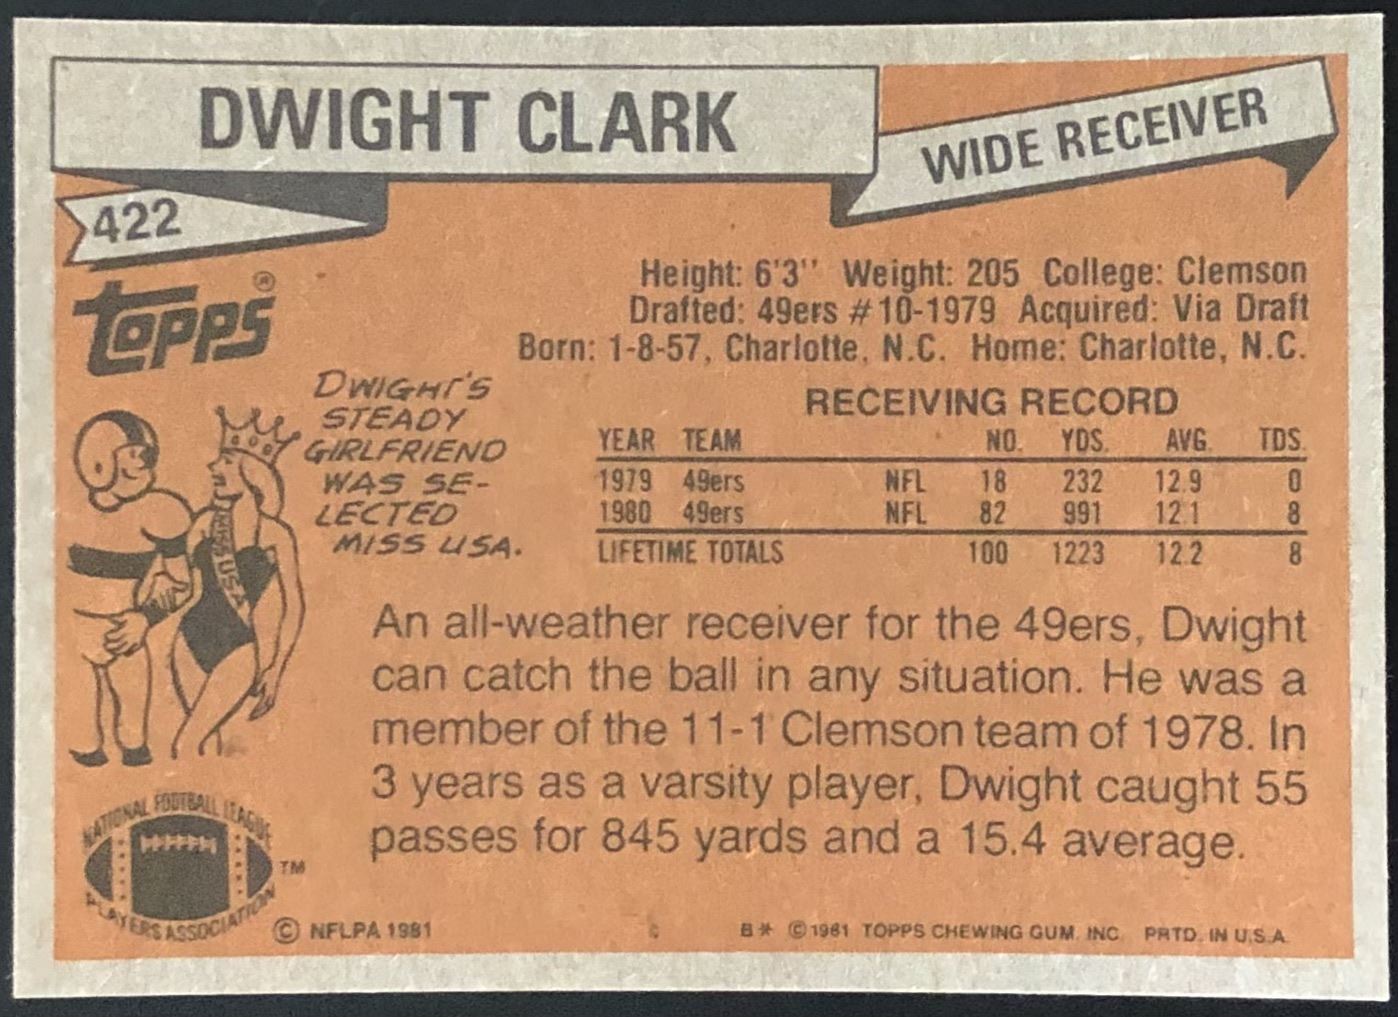 DWIGHT CLARK
WIDE RECEIVER
422
TOPPS®
Height: 6'3" Weight: 205 College: Clemson
Drafted: 49ers #10-1979 Acquired: Via Draft
Born: 1-8-57, Charlotte, N.C. Home: Charlotte, N.C.
DWIGHT'S
STEADY
GIRLFRIEND
WAS SE-
LECTED
MISS USA.
MISS USA
RECEIVING RECORD
YEAR TEAM NO. YDS. AVG. TDS.
1979 49ers NFL 18 232 12.9 0
1980 49ers NFL 82 991 12.1 8
LIFETIME TOTALS 100 1223 12.2 8
An all-weather receiver for the 49ers, Dwight
can catch the ball in any situation. He was a
member of the 11-1 Clemson team of 1978. In
3 years as a varsity player, Dwight caught 55
passes for 845 yards and a 15.4 average.
NATIONAL FOOTBALL LEAGUE
PLAYERS ASSOCIATION
TM
© NFLPA 1981
B* ©1981 TOPPS CHEWING GUM, INC. PRTD. IN U.S.A.